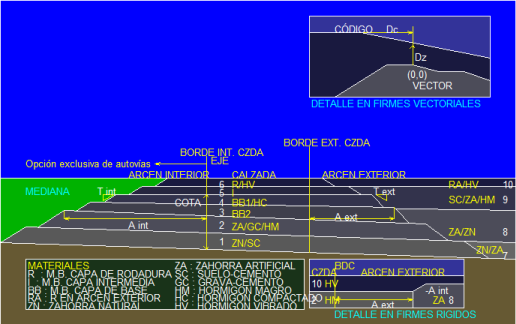 CÓDIGO
Dc
Dz
(0,0)
VECTOR
DETALLE EN FIRMES VECTORIALES
BORDE EXT. CZDA
BORDE INT. CZDA
EJE
Opción exclusiva de autovías
ARCEN INTERIOR
CALZADA
ARCEN EXTERIOR
MEDIANA
T int
COTA
A int
6 R/HV
5 I
4 BB1/HC
3 BB2
2 ZA/GC/HM
1 ZN/SC
T ext
A ext
RA/HV 10
SC/ZA/HM 9
ZA/ZN 8
ZN/ZA 7
MATERIALES
R : M.B. CAPA DE RODADURA
I : M.B. CAPA INTERMEDIA
BB : M.B. CAPA DE BASE
RA : R EN ARCEN EXTERIOR
ZN : ZAHORRA NATURAL
ZA : ZAHORRA ARTIFICIAL
SC : SUELO-CEMENTO
GC : GRAVA-CEMENTO
HM : HORMIGON MAGRO
HC : HORMIGON COMPACTADO
HV : HORMIGON VIBRADO
BDC
CZDA
ARCEN EXTERIOR
10 HV
HM
A int
A ext
ZA 8
DETALLE EN FIRMES RIGIDOS